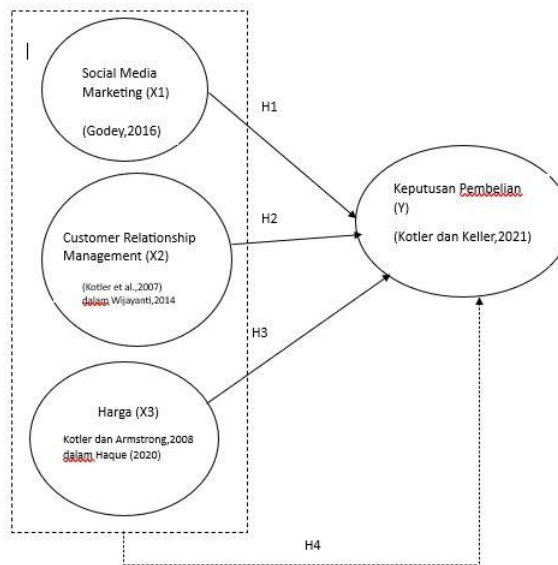 Social Media
Marketing (X1)
(Godey,2016)
H1
Customer Relationship
Management (X2)
(Kotler et al.,2007)
dalam Wijayanti,2014
H2
Keputusan Pembelian
(Y)
(Kotler dan Keller,2021)
H3
Harga (X3)
Kotler dan Armstrong,2008
dalam Haque (2020)
H4